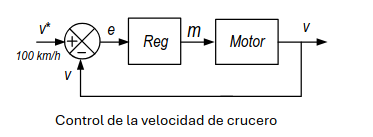 v* e Reg m Motor v
100 km/h
v
Control de la velocidad de crucero